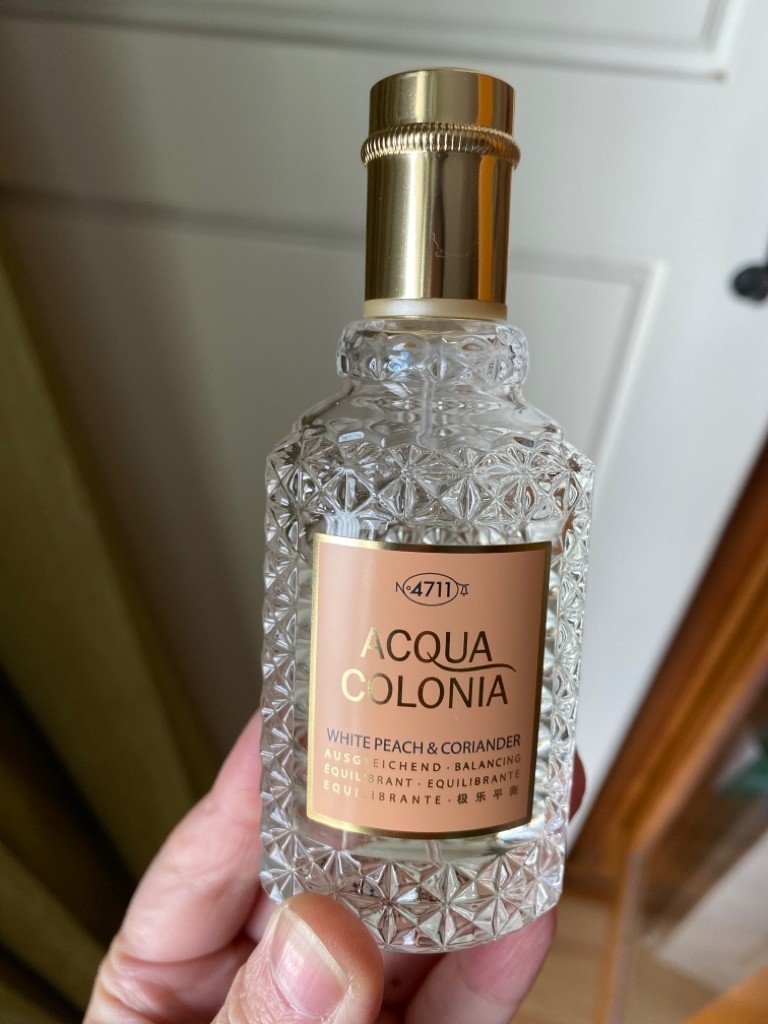 Nº4711
ACQUA
COLONIA
WHITE PEACH & CORIANDER
AUSGLEICHEND · BALANCING
ÉQUILIBRANT · EQUILIBRANTE
EQUILIBRANTE · 极乐平衡